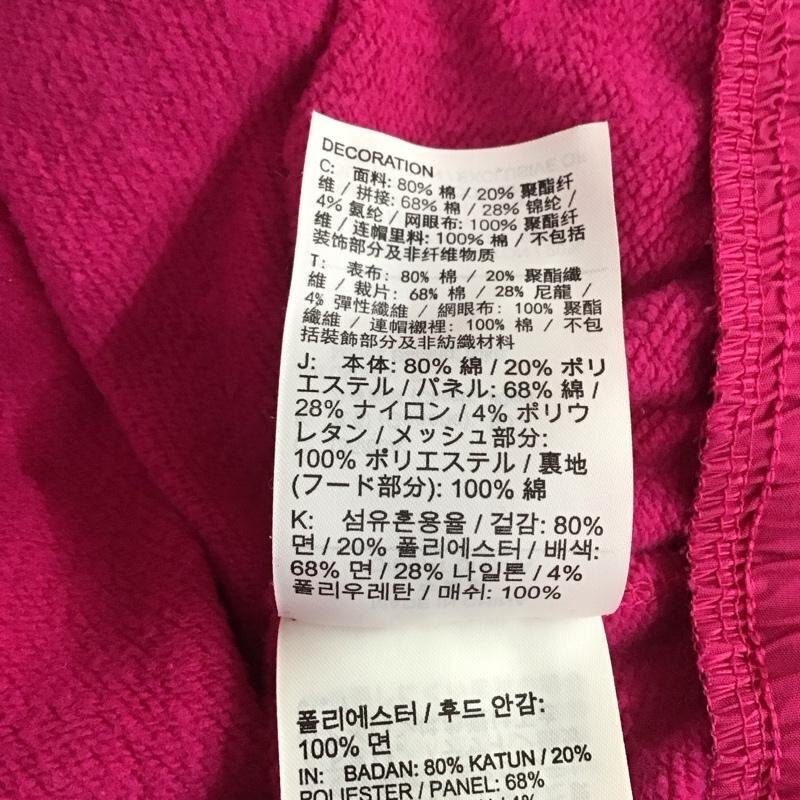 DECORATION
C: 面料: 80% 棉 / 20% 聚酯纤
维 / 拼接: 68% 棉 / 28% 锦纶 /
4% 氨纶 / 网眼布: 100% 聚酯纤
维 / 连帽里料: 100% 棉 / 不包括
装饰部分及非纤维物质
T: 表布: 80% 棉 / 20% 聚酯纖
維 / 裁片: 68% 棉 / 28% 尼龍 /
4% 彈性纖維 / 網眼布: 100% 聚酯
纖維 / 連帽襯裡: 100% 棉 / 不包
括裝飾部分及非紡織材料
J: 本体: 80% 綿 / 20% ポリ
エステル / パネル: 68% 綿 /
28% ナイロン / 4% ポリウ
レタン / メッシュ部分:
100% ポリエステル / 裏地
(フード部分): 100% 綿
K: 섬유혼용율 / 겉감: 80%
면 / 20% 폴리에스터 / 배색:
68% 면 / 28% 나일론 / 4%
폴리우레탄 / 매쉬: 100%
폴리에스터 / 후드 안감:
100% 면
IN: BADAN: 80% KATUN / 20%
POLIESTER / PANEL: 68%